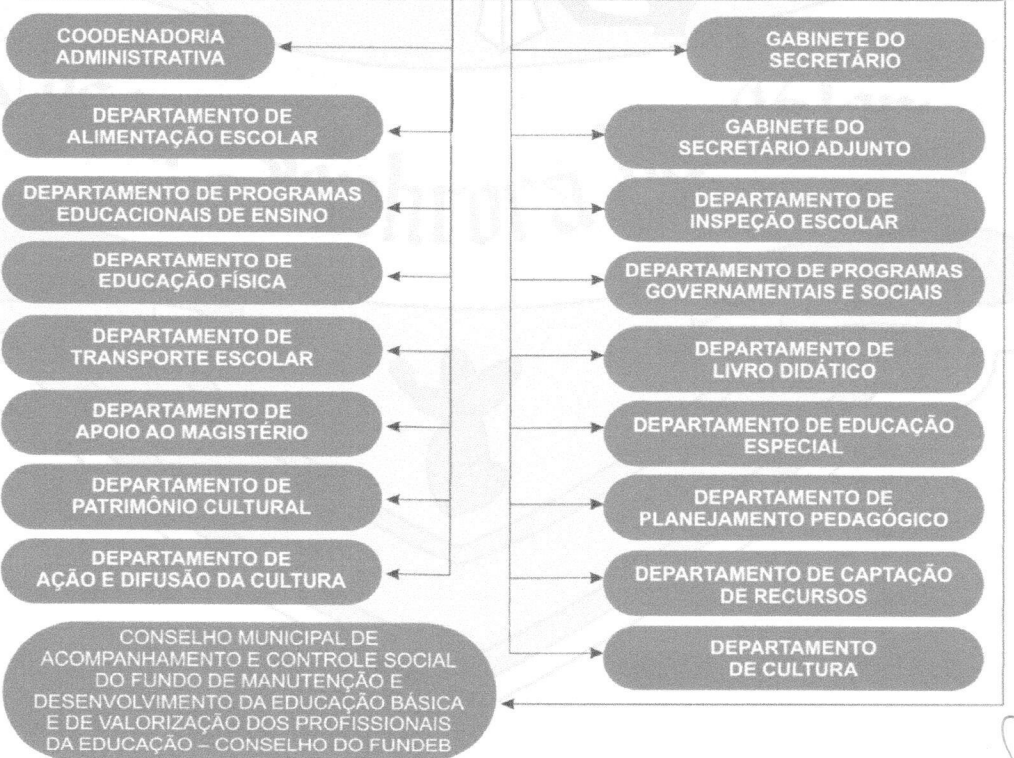 COODENADORIA
ADMINISTRATIVA
DEPARTAMENTO DE
ALIMENTAÇÃO ESCOLAR
DEPARTAMENTO DE PROGRAMAS
EDUCACIONAIS DE ENSINO
DEPARTAMENTO DE
EDUCAÇÃO FÍSICA
DEPARTAMENTO DE
TRANSPORTE ESCOLAR
DEPARTAMENTO DE
APOIO AO MAGISTÉRIO
DEPARTAMENTO DE
PATRIMÔNIO CULTURAL
DEPARTAMENTO DE
AÇÃO E DIFUSÃO DA CULTURA
CONSELHO MUNICIPAL DE
ACOMPANHAMENTO E CONTROLE SOCIAL
DO FUNDO DE MANUTENÇÃO E
DESENVOLVIMENTO DA EDUCAÇÃO BÁSICA
E DE VALORIZAÇÃO DOS PROFISSIONAIS
DA EDUCAÇÃO – CONSELHO DO FUNDEB
GABINETE DO
SECRETÁRIO
GABINETE DO
SECRETÁRIO ADJUNTO
DEPARTAMENTO DE
INSPEÇÃO ESCOLAR
DEPARTAMENTO DE PROGRAMAS
GOVERNAMENTAIS E SOCIAIS
DEPARTAMENTO DE
LIVRO DIDÁTICO
DEPARTAMENTO DE EDUCAÇÃO
ESPECIAL
DEPARTAMENTO DE
PLANEJAMENTO PEDAGÓGICO
DEPARTAMENTO DE CAPTAÇÃO
DE RECURSOS
DEPARTAMENTO
DE CULTURA